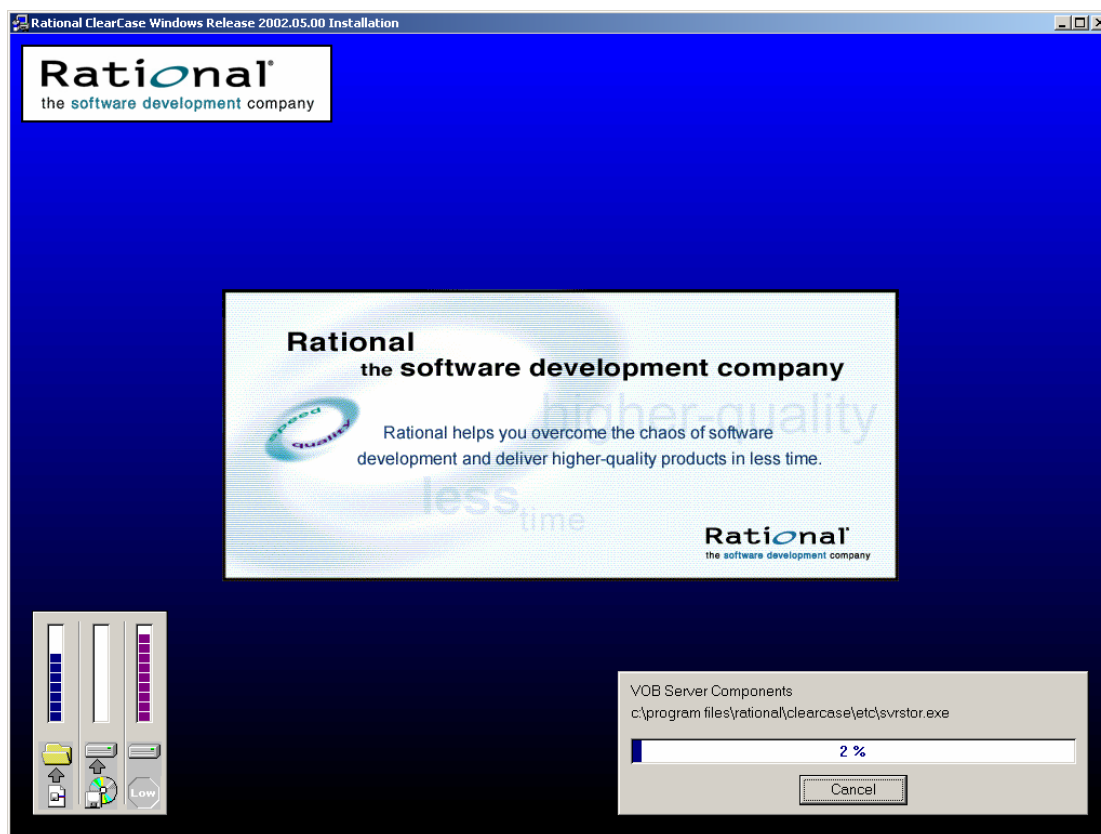 Rational ClearCase Windows Release 2002.05.00 Installation
Rational®
the software development company
Rational
the software development company
speed
quality
higher-quality
Rational helps you overcome the chaos of software
development and deliver higher-quality products in less time.
less
time
Rational®
the software development company
Low
VOB Server Components
c:\program files\rational\clearcase\etc\svrstor.exe
2 %
Cancel